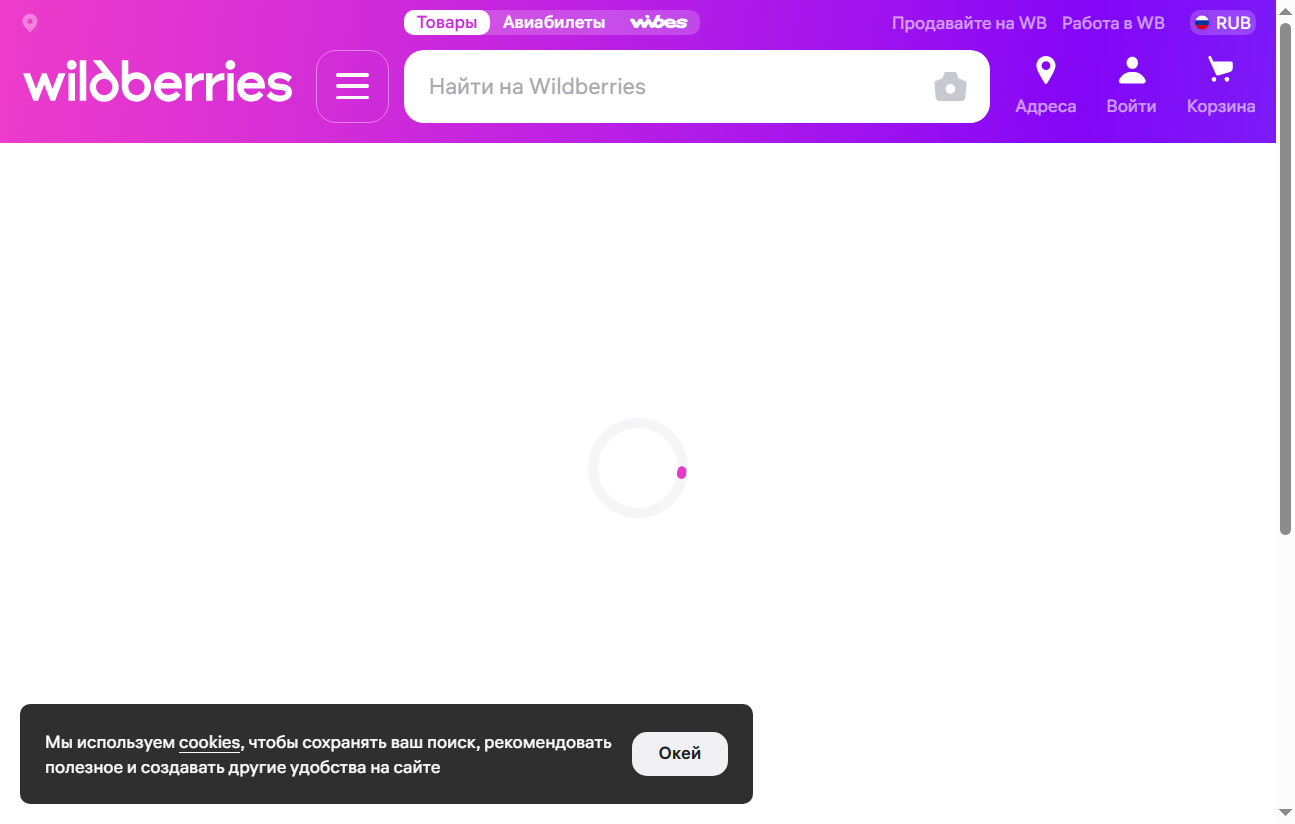 Товары Авиабилеты wibes Продавайте на WB Работа в WB RUB
wildberries
Найти на Wildberries
Адреса Войти Корзина
Мы используем cookies, чтобы сохранять ваш поиск, рекомендовать
полезное и создавать другие удобства на сайте
Окей